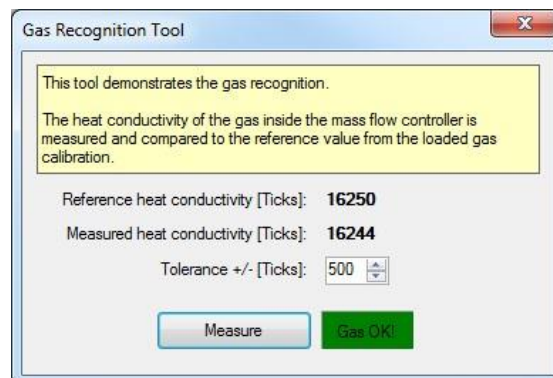 Gas Recognition Tool
This tool demonstrates the gas recognition.
The heat conductivity of the gas inside the mass flow controller is
measured and compared to the reference value from the loaded gas
calibration.
Reference heat conductivity [Ticks]: 16250
Measured heat conductivity [Ticks]: 16244
Tolerance +/- [Ticks]: 500
Measure Gas OK!